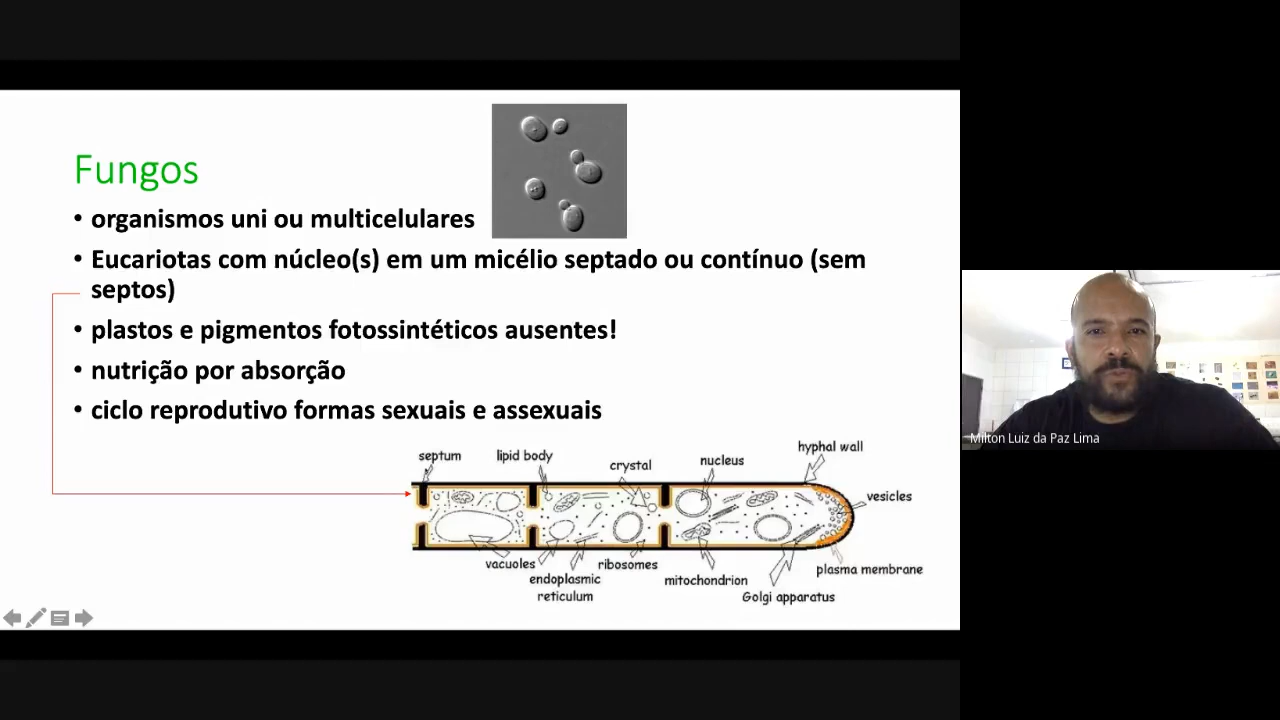 Fungos
• organismos uni ou multicelulares
• Eucariotas com núcleo(s) em um micélio septado ou contínuo (sem
septos)
• plastos e pigmentos fotossintéticos ausentes!
• nutrição por absorção
• ciclo reprodutivo formas sexuais e assexuais
septum
lipid body
crystal
nucleus
hyphal wall
vesicles
vacuoles
endoplasmic
reticulum
ribosomes
mitochondrion
Golgi apparatus
plasma membrane
Milton Luiz da Paz Lima